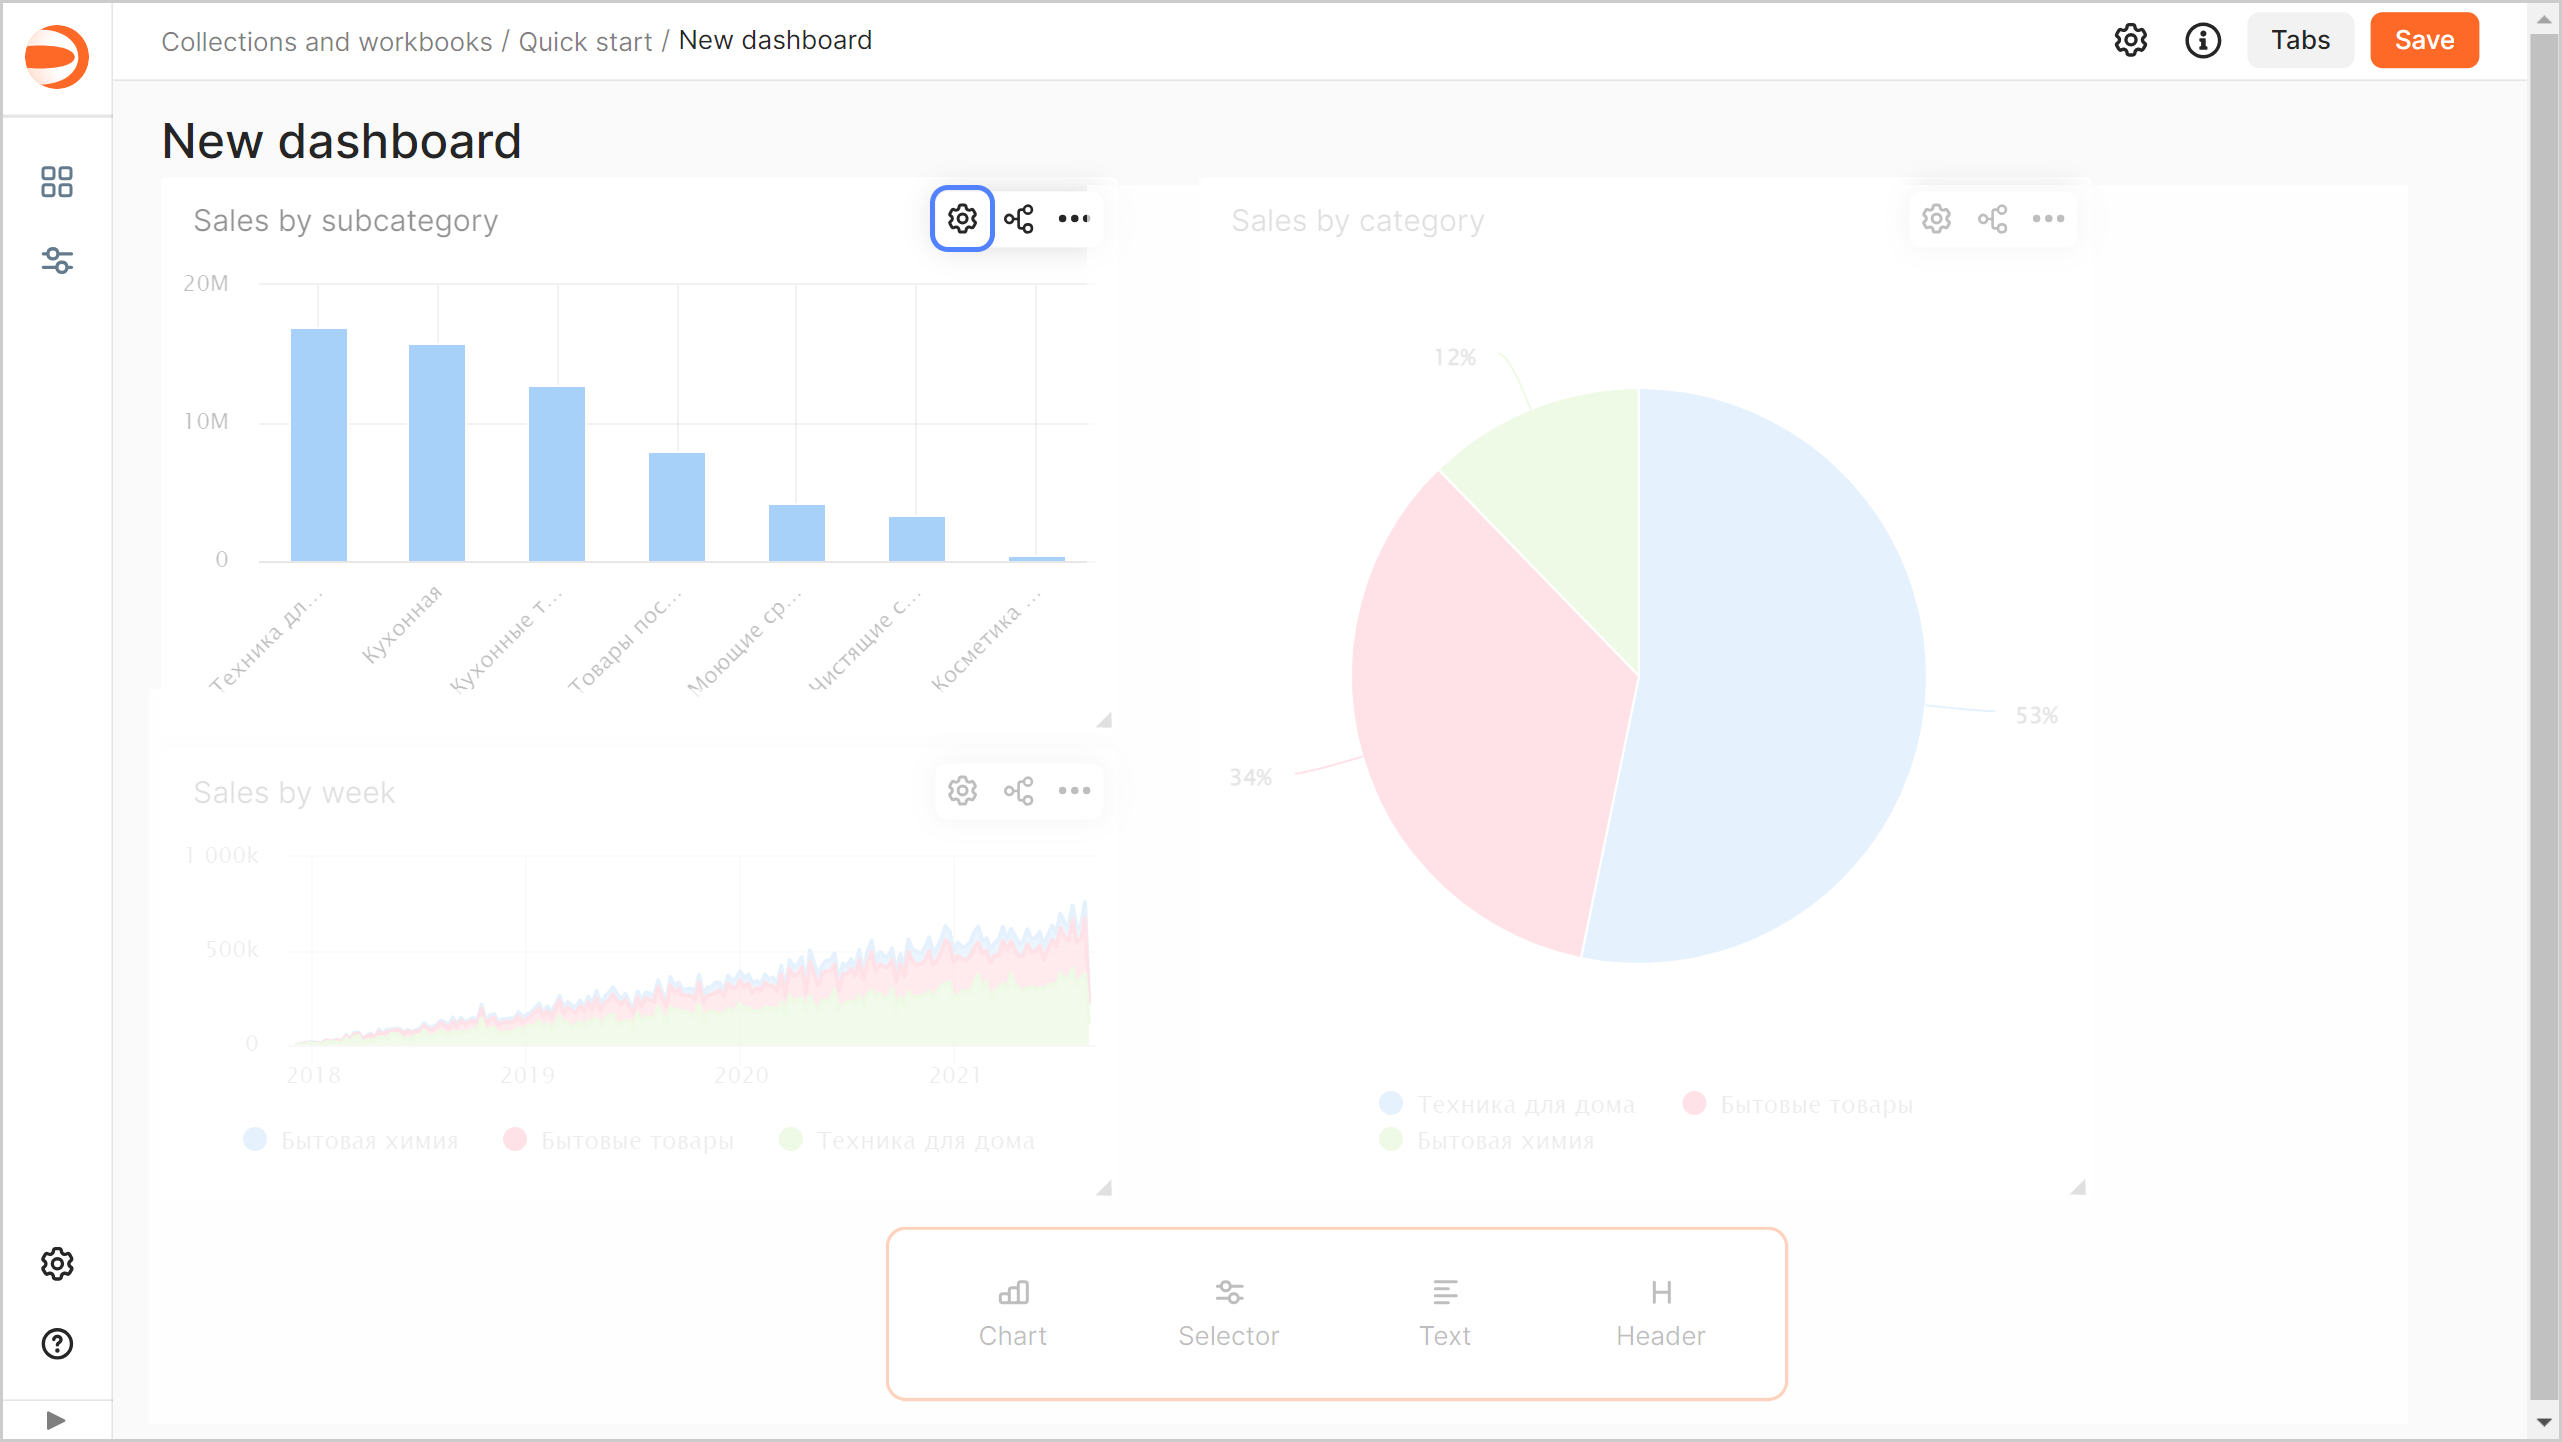 Collections and workbooks / Quick start / New dashboard
Tabs
Save
New dashboard
Sales by subcategory
20M
10M
0
Техника дл...
Кухонная
Кухонные т...
Товары пос...
Моющие ср...
Чистящие с...
Косметика ...
Sales by category
12%
53%
34%
Техника для дома
Бытовые товары
Бытовая химия
Sales by week
1 000k
500k
0
2018
2019
2020
2021
Бытовая химия
Бытовые товары
Техника для дома
Chart
Selector
Text
H
Header